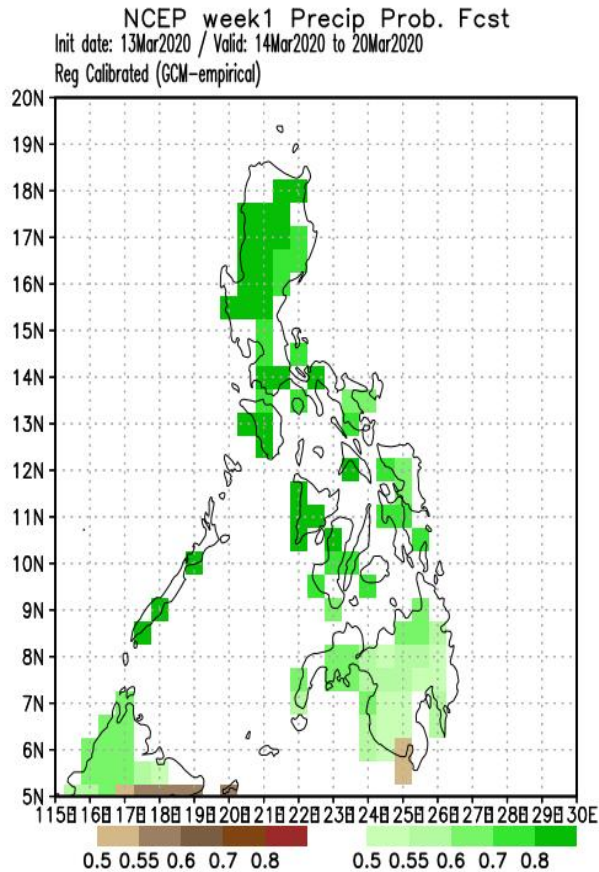 NCEP week1 Precip Prob. Fcst
Init date: 13Mar2020 / Valid: 14Mar2020 to 20Mar2020
Reg Calibrated (GCM-empirical)
20N
19N
18N
17N
16N
15N
14N
13N
12N
11N
10N
9N
8N
7N
6N
5N
115E 116E 117E 118E 119E 120E 121E 122E 123E 124E 125E 126E 127E 128E 129E 130E
0.5 0.55 0.6 0.7 0.8 0.5 0.55 0.6 0.7 0.8